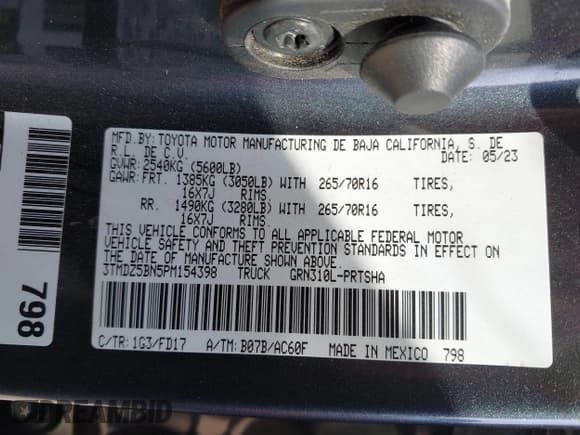 MFD.BY:TOYOTA MOTOR MANUFACTURING DE BAJA CALIFORNIA, S. DE
R.L. DE C.V. DATE: 05/23
GVWR: 2540KG (5600LB)
GAWR:FRT. 1385KG (3050LB) WITH 265/70R16 TIRES,
16X7J RIMS
RR. 1490KG (3280LB) WITH 265/70R16 TIRES,
16X7J RIMS.
THIS VEHICLE CONFORMS TO ALL APPLICABLE FEDERAL MOTOR
VEHICLE SAFETY AND THEFT PREVENTION STANDARDS IN EFFECT ON
THE DATE OF MANUFACTURE SHOWN ABOVE.
3TMDZ5BN5PM154398 TRUCK GRN310L-PRTSHA
C/TR: 1G3/FD17 A/TM: B07B/AC60F MADE IN MEXICO 798
798
DREAMBID